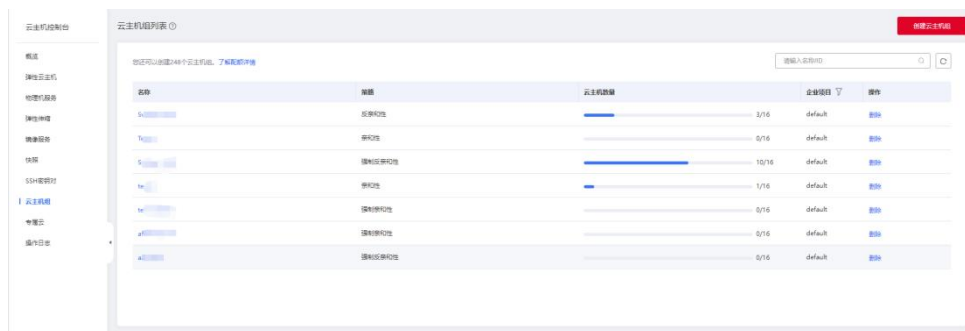 云主机控制台
云主机组列表
创建云主机组
概览
弹性云主机
物理机服务
弹性伸缩
镜像服务
快照
SSH密钥对
云主机组
专属云
操作日志
您还可以创建248个云主机组。了解配额详情
请输入名称/ID
名称 策略 云主机数量 企业项目 操作
反亲和性 3/16 default 删除
亲和性 0/16 default 删除
强制反亲和性 10/16 default 删除
te 亲和性 1/16 default 删除
te 强制亲和性 0/16 default 删除
强制亲和性 0/16 default 删除
强制反亲和性 0/16 default 删除